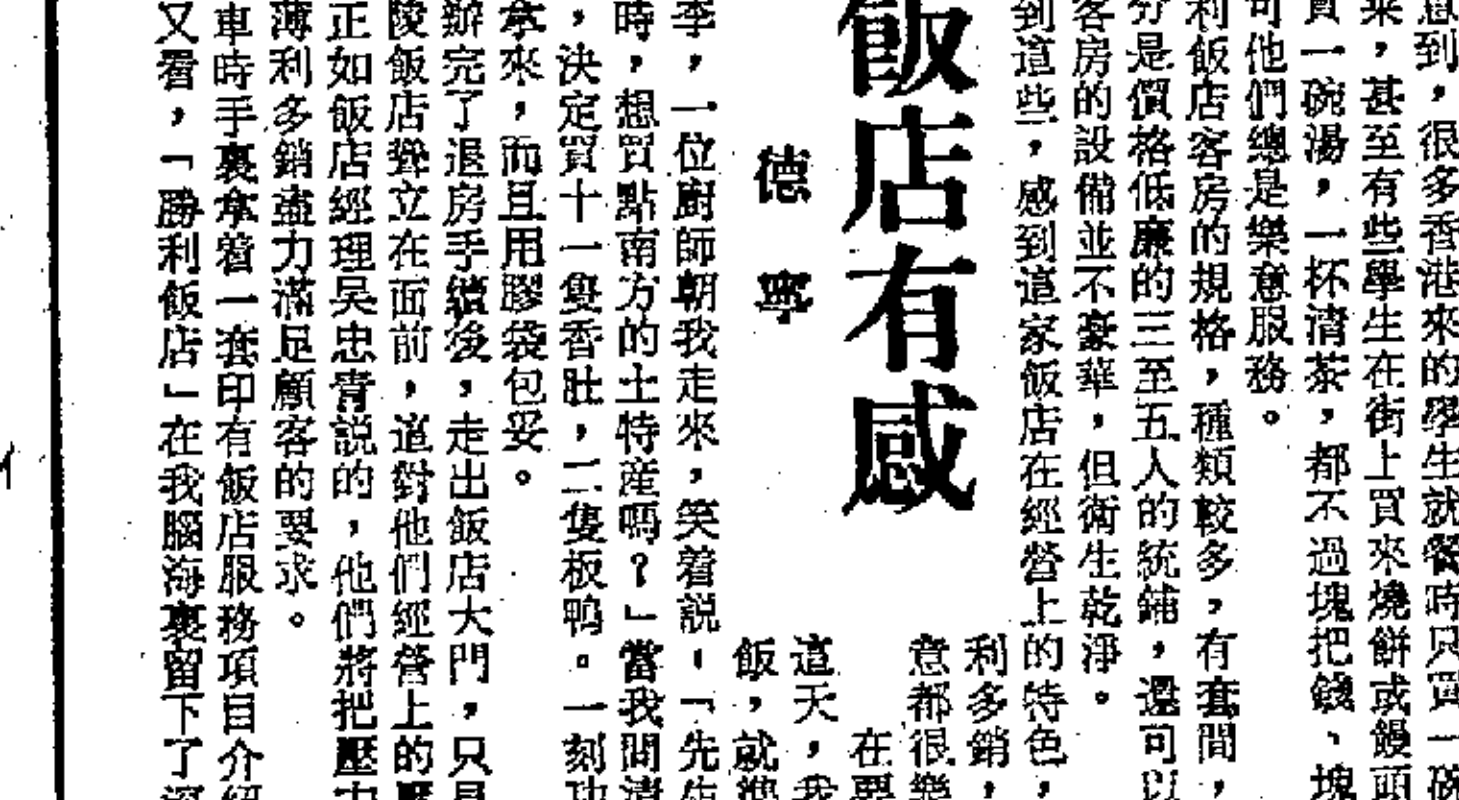 意到，很多香港來的學生就餐時只買一碗
來，甚至有些學生在街上買來燒餅或饅頭
買一碗湯，一杯清茶，都不過塊把錢、塊
可他們總是樂意服務。
利飯店客房的規格，種類較多，有套間，
分是價格低廉的三至五人的統鋪，還可以
客房的設備並不豪華，但衛生乾淨。
到這些，感到這家飯店在經營上的特色，
利多銷，
意都很樂
在要
飯店有感
德寧
這天，我
飯，就準
李，一位廚師朝我走來，笑着説，「先生
時，想買點南方的土特産嗎？」當我問清
，決定買十一隻香肚，二隻板鴨。一刻功
拿來，而且用膠袋包妥。
辦完了退房手續後，走出飯店大門，只見
陵飯店聳立在面前，道對他們經營上的壓
正如飯店經理吴忠青説的，他們將把壓力
薄利多銷盡力滿足顧客的要求。
車時手裏拿着一套印有飯店服務項目介紹
又看，「勝利飯店」在我腦海裏留下了深